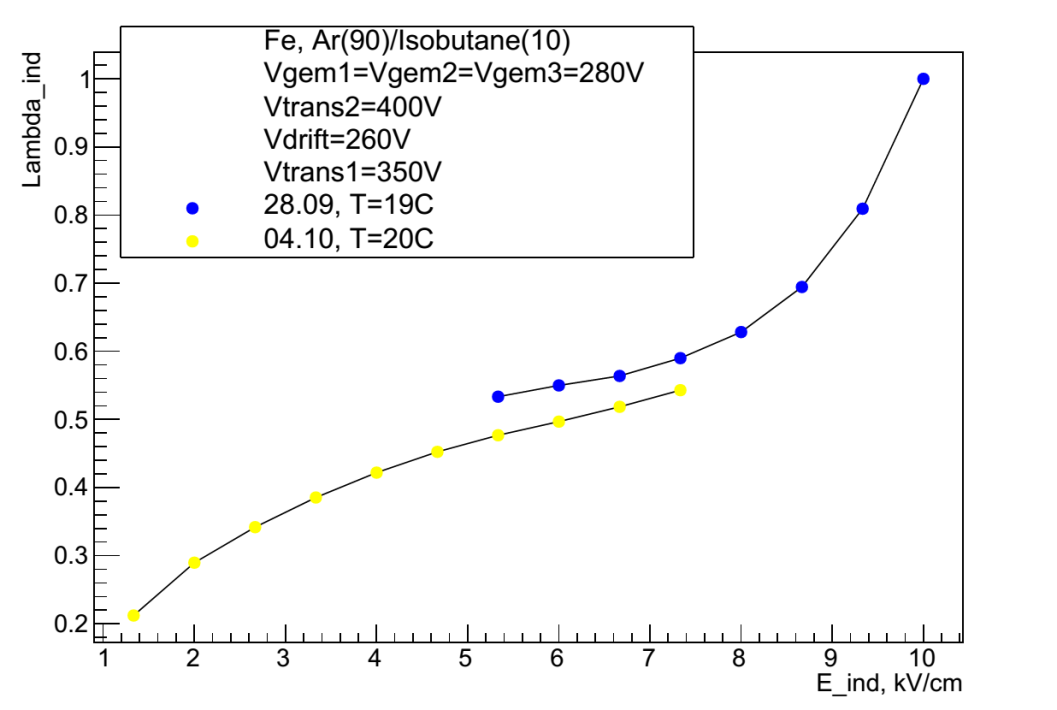 Fe, Ar(90)/Isobutane(10)
Vgem1=Vgem2=Vgem3=280V
Vtrans2=400V
Vdrift=260V
Vtrans1=350V
28.09, T=19C
04.10, T=20C
Lambda_ind
1
0.9
0.8
0.7
0.6
0.5
0.4
0.3
0.2
1 2 3 4 5 6 7 8 9 10
E_ind, kV/cm